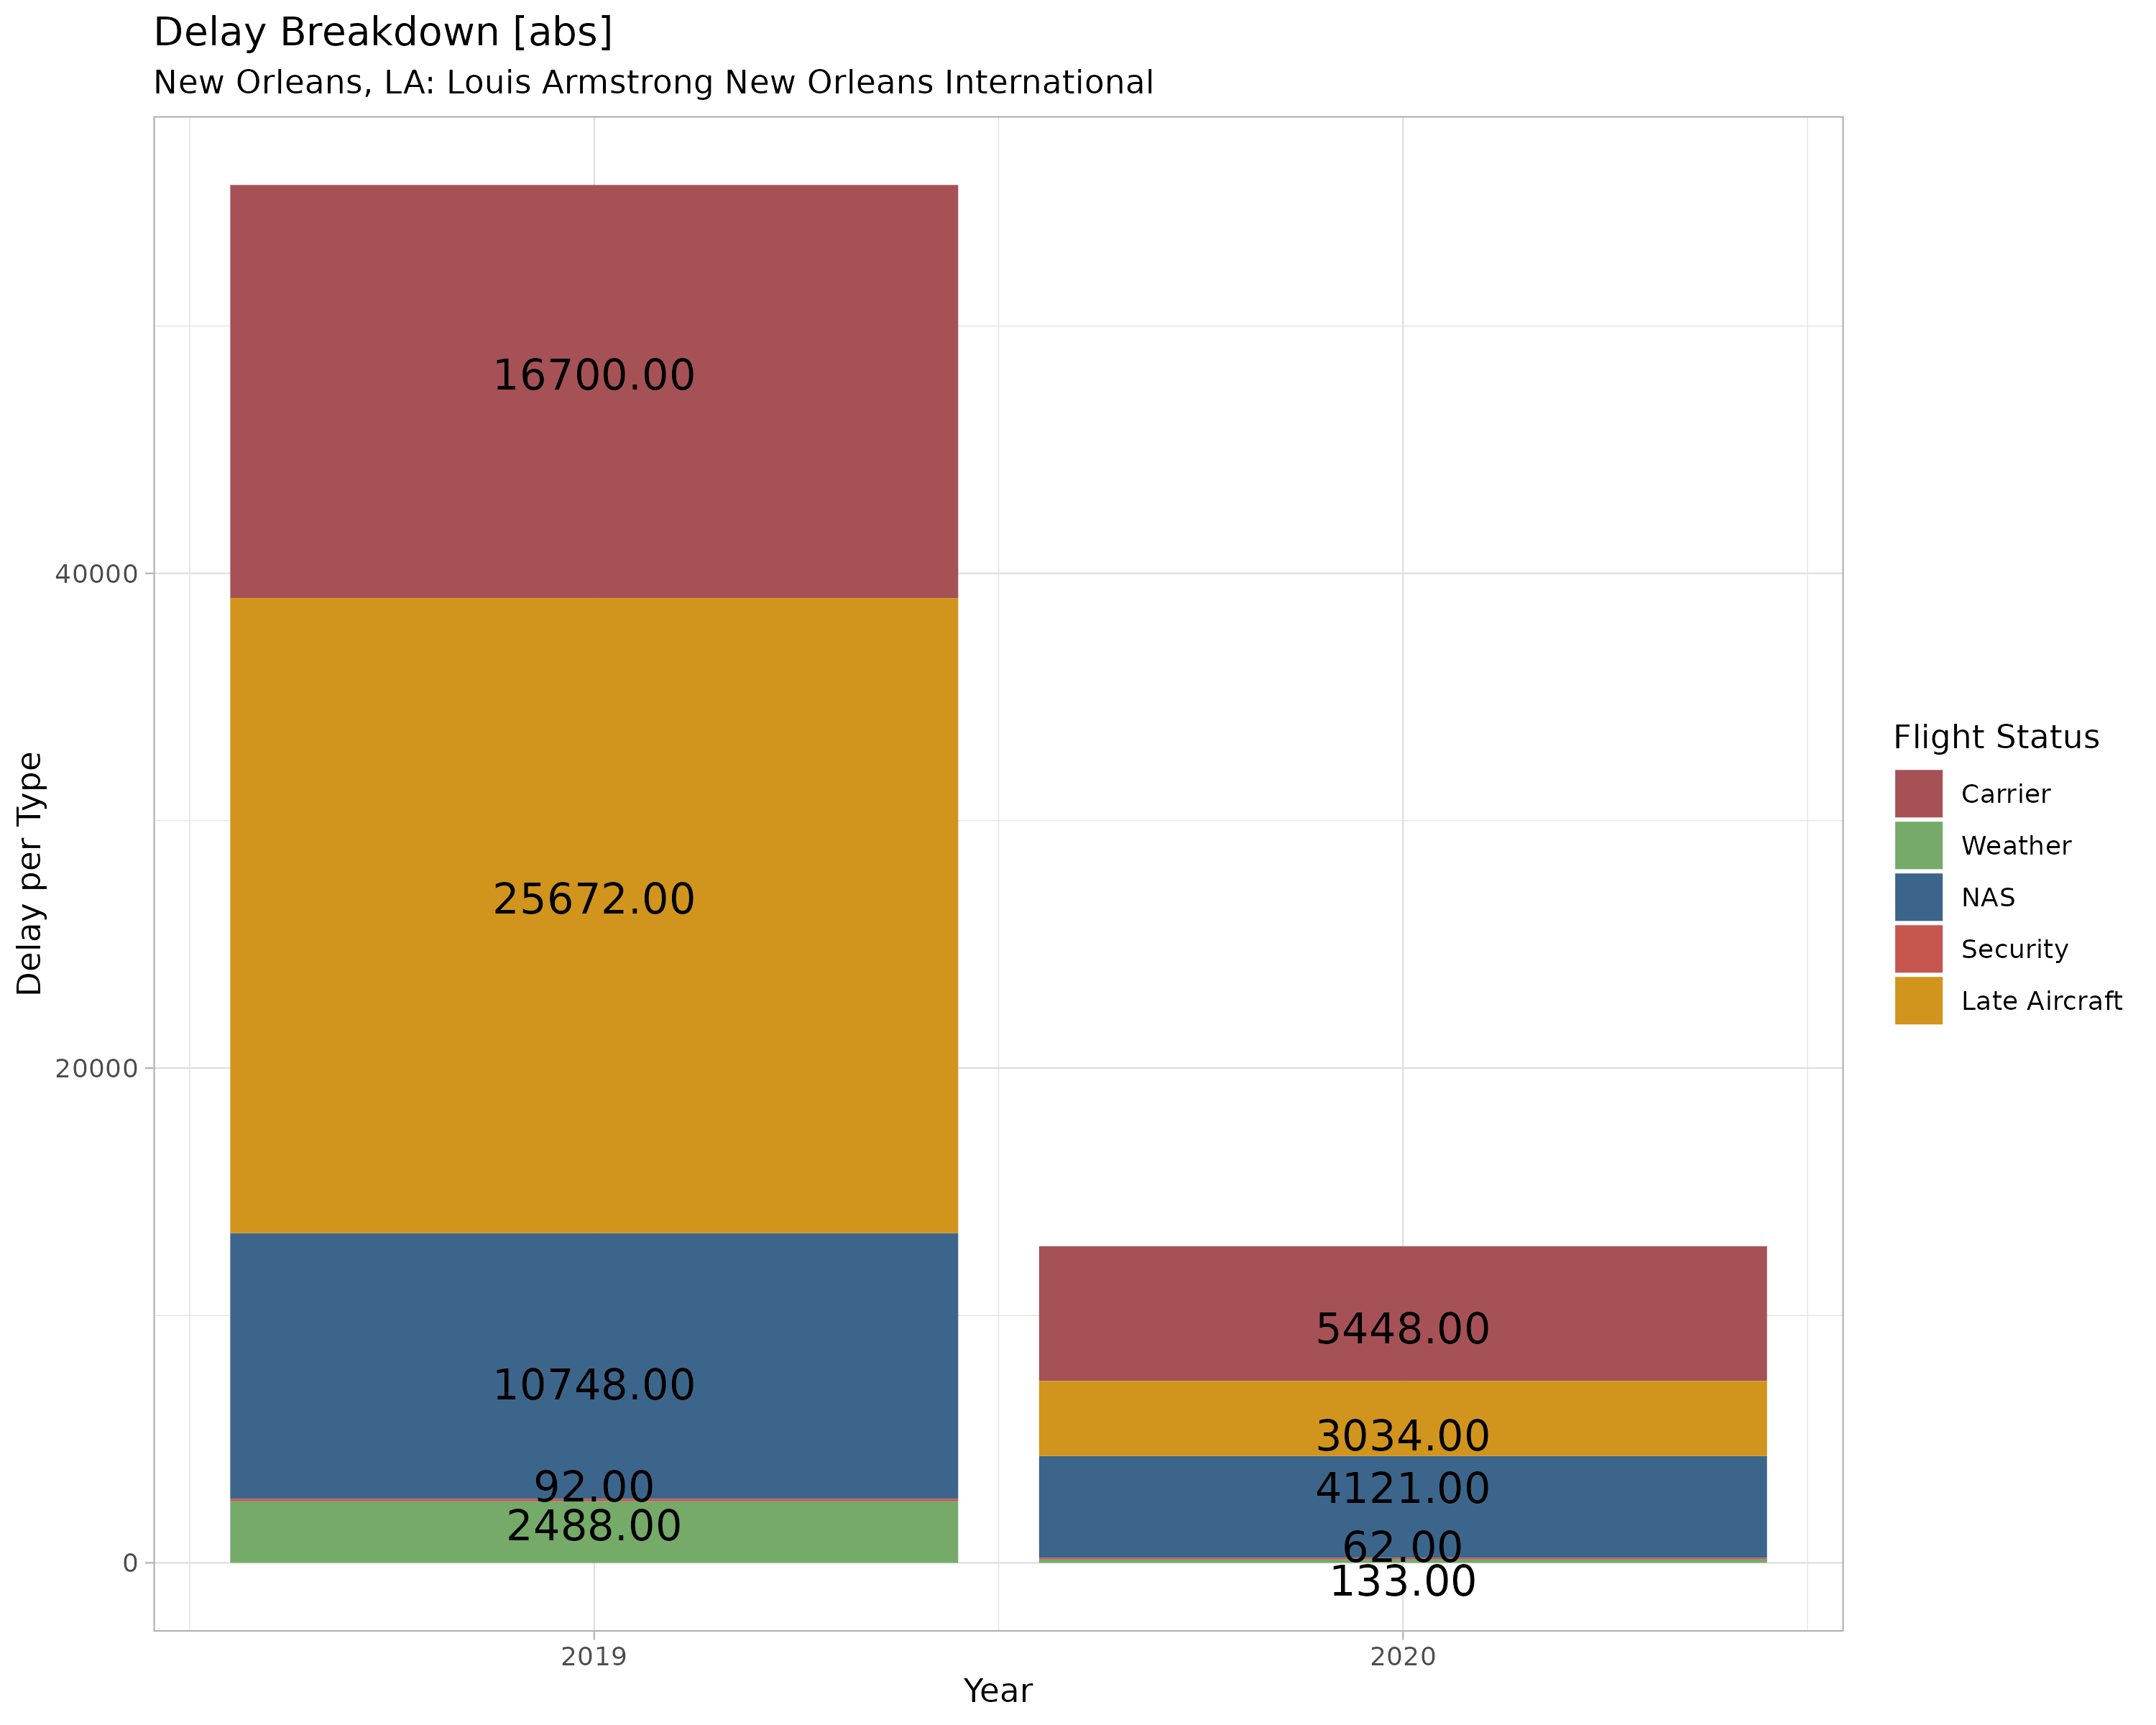 Delay Breakdown [abs]
New Orleans, LA: Louis Armstrong New Orleans International
Delay per Type
40000
20000
0
16700.00
25672.00
10748.00
92.00
2488.00
5448.00
3034.00
4121.00
62.00
133.00
2019
2020
Year
Flight Status
Carrier
Weather
NAS
Security
Late Aircraft